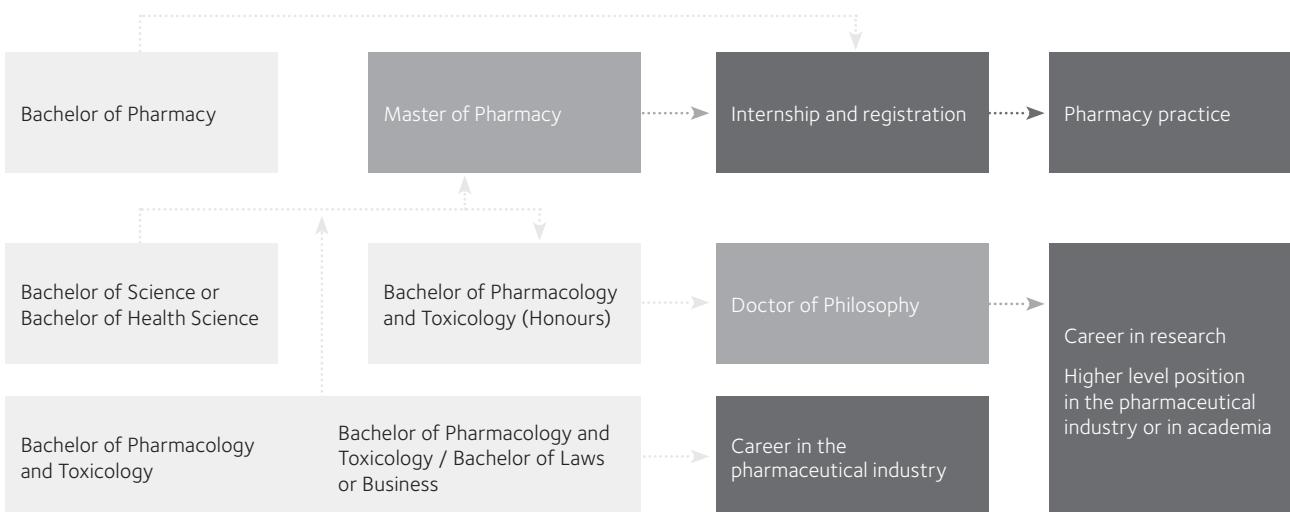 Bachelor of Pharmacy
Master of Pharmacy
Internship and registration
Pharmacy practice
Bachelor of Science or
Bachelor of Health Science
Bachelor of Pharmacology
and Toxicology (Honours)
Doctor of Philosophy
Career in research
Higher level position
in the pharmaceutical
industry or in academia
Bachelor of Pharmacology
and Toxicology
Bachelor of Pharmacology and
Toxicology / Bachelor of Laws
or Business
Career in the
pharmaceutical industry